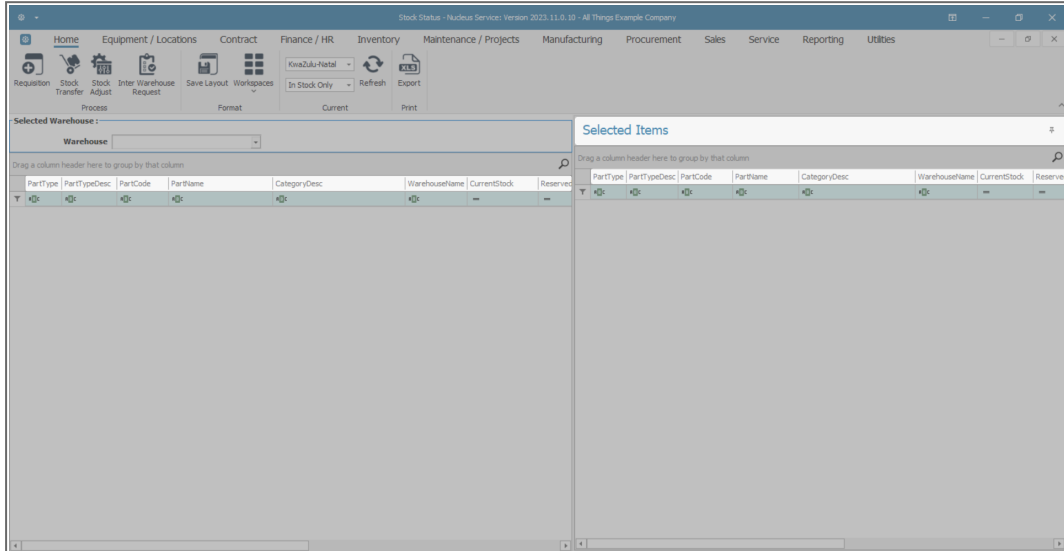 Stock Status - Nucleus Service: Version 2023.11.0.10 - All Things Example Company
Home Equipment / Locations Contract Finance / HR Inventory Maintenance / Projects Manufacturing Procurement Sales Service Reporting Utilities
KwaZulu-Natal
In Stock Only
XLS
Requisition Stock Transfer Stock Adjust Inter Warehouse Request Save Layout Workspaces Refresh Export
Process Format Current Print
Selected Warehouse :
Warehouse
Drag a column header here to group by that column
PartType PartTypeDesc PartCode PartName CategoryDesc WarehouseName CurrentStock Reserved
Selected Items
Drag a column header here to group by that column
PartType PartTypeDesc PartCode PartName CategoryDesc WarehouseName CurrentStock Reserve